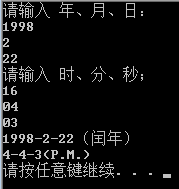 请输入 年、月、日：
1998
2
22
请输入 时、分、秒；
16
04
03
1998-2-22（闰年）
4-4-3(P.M.)
请按任意键继续. . .